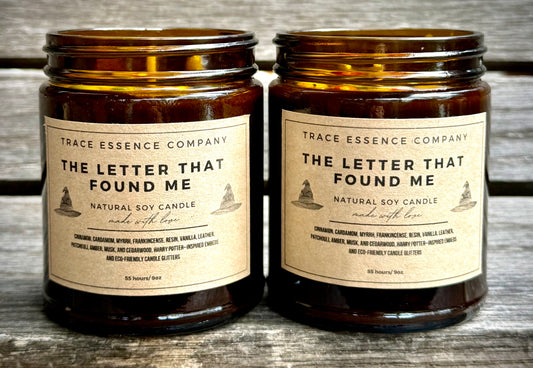 TRACE ESSENCE COMPANY
THE LETTER THAT
FOUND ME
NATURAL SOY CANDLE
made with love
CINNAMON, CARDAMOM, MYRRH, FRANKINCENSE, RESIN, VANILLA, LEATHER,
PATCHOULI, AMBER, MUSK, AND CEDARWOOD, HARRY POTTER-INSPIRED EMBEDS
AND ECO-FRIENDLY CANDLE GLITTERS
55 hours/ 9oz
TRACE ESSENCE COMPANY
THE LETTER THAT
FOUND ME
NATURAL SOY CANDLE
made with love
CINNAMON, CARDAMOM, MYRRH, FRANKINCENSE, RESIN, VANILLA, LEATHER,
PATCHOULI, AMBER, MUSK, AND CEDARWOOD, HARRY POTTER-INSPIRED EMBEDS
AND ECO-FRIENDLY CANDLE GLITTERS
55 hours/ 9oz